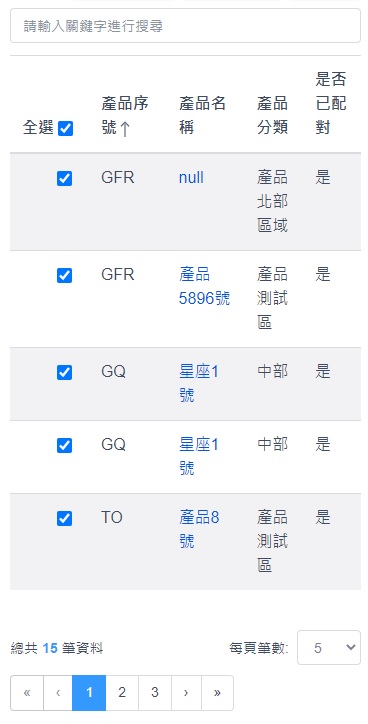 請輸入關鍵字進行搜尋
全選 產品序號↑ 產品名稱 產品分類 是否已配對
GFR null 產品北部區域 是
GFR 產品5896號 產品測試區 是
GQ 星座1號 中部 是
GQ 星座1號 中部 是
TO 產品8號 產品測試區 是
總共 15 筆資料 每頁筆數: 5
« ‹ 1 2 3 › »